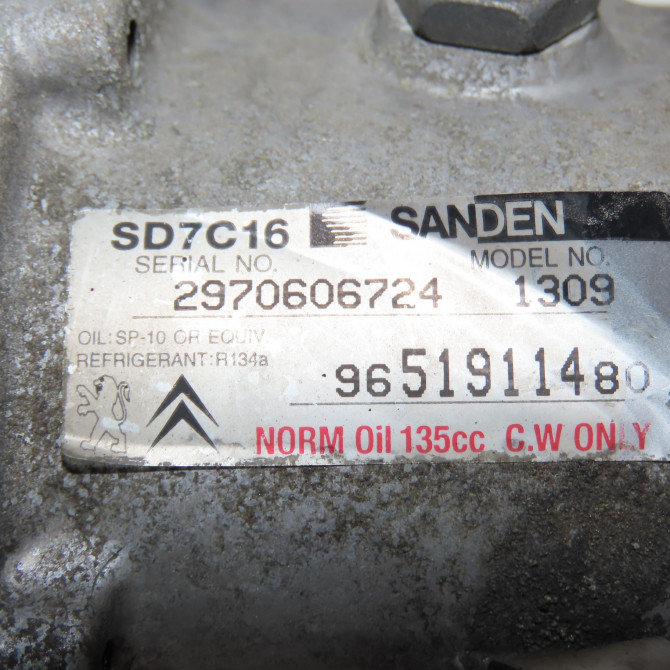 SD7C16 SANDEN
SERIAL NO. MODEL NO.
2970606724 1309
OIL:SP-10 OR EQUIV.
REFRIGERANT:R134a
9651911480
NORM Oil 135cc C.W ONLY